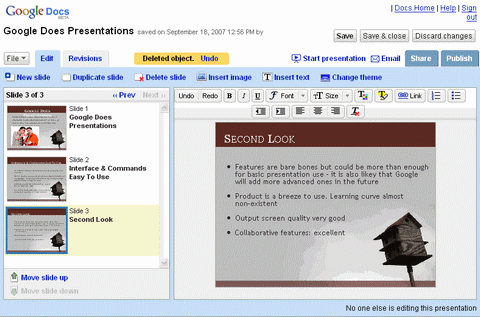 Google Docs
BETA
| Docs Home | Help | Sign out
Google Does Presentations saved on September 18, 2007 12:56 PM by
Save Save & close Discard changes
File Edit Revisions
Deleted object. Undo
Start presentation Email Share Publish
New slide Duplicate slide Delete slide Insert image Insert text Change theme
Slide 3 of 3 ‹‹ Prev Next ››
Undo Redo B I U F Font TT Size T Link
Slide 1
Google Does
Presentations
Slide 2
Interface & Commands
Easy To Use
Slide 3
Second Look
SECOND LOOK
• Features are bare bones but could be more than enough
for basic presentation use - it is also likey that Google
will add more advanced ones in the future
• Product is a breeze to use. Learning curve almost
non-existent
• Output screen quality very good
• Collaborative features: excellent
Move slide up
Move slide down
No one else is editing this presentation